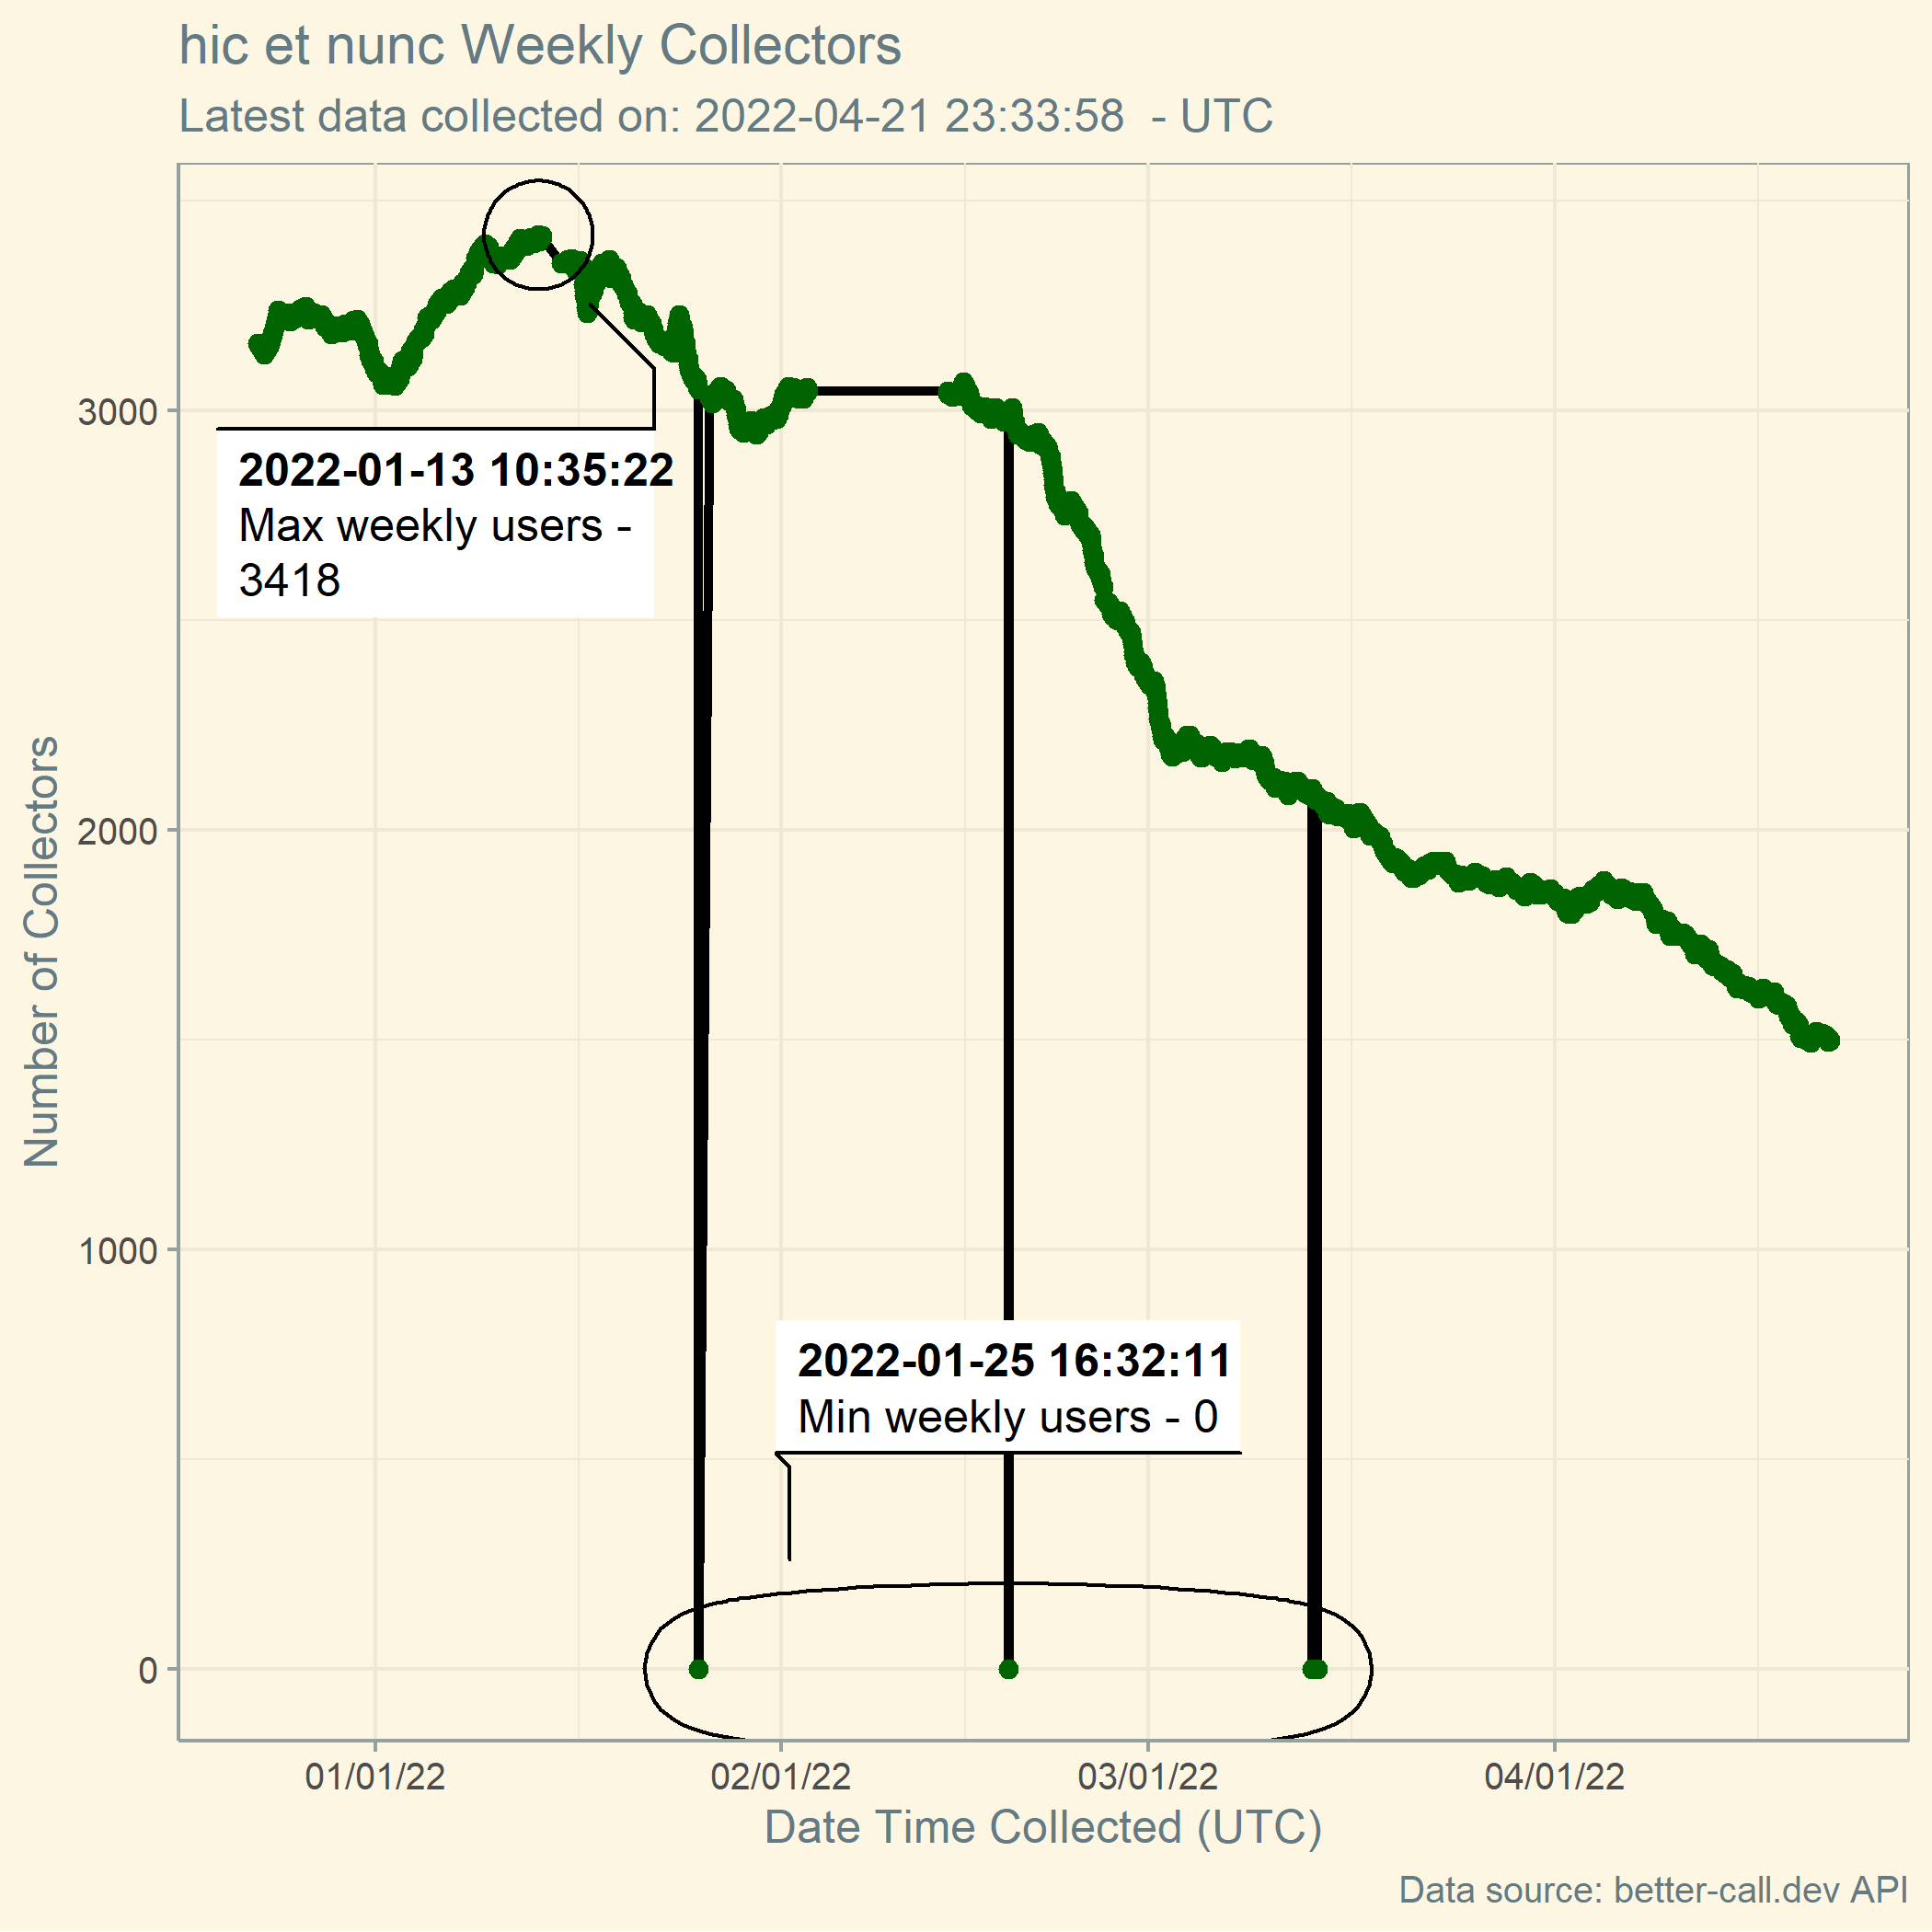 hic et nunc Weekly Collectors
Latest data collected on: 2022-04-21 23:33:58  - UTC
Number of Collectors
3000
2000
1000
0
2022-01-13 10:35:22
Max weekly users -
3418
2022-01-25 16:32:11
Min weekly users - 0
01/01/22
02/01/22
03/01/22
04/01/22
Date Time Collected (UTC)
Data source: better-call.dev API